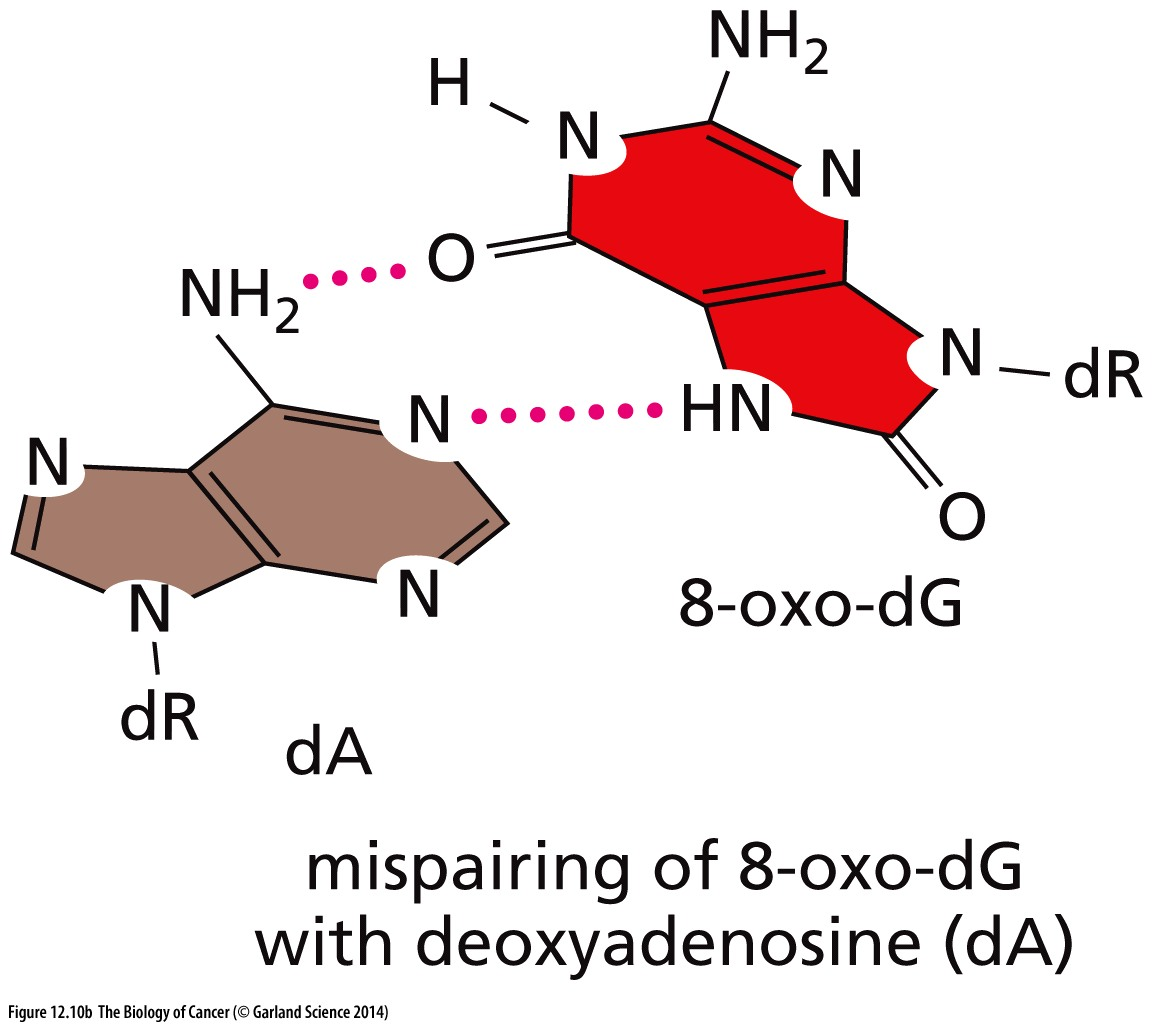 NH2
H
N
N
O
NH2
N
dR
HN
N
N
O
N
N
8-oxo-dG
dR
dA
mispairing of 8-oxo-dG
with deoxyadenosine (dA)
Figure 12.10b The Biology of Cancer (© Garland Science 2014)